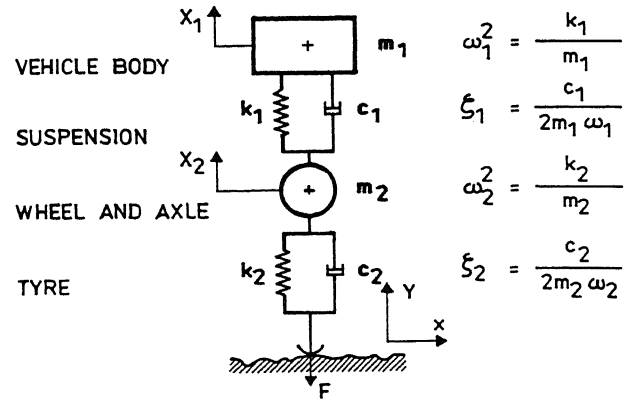 X₁
m₁
ω₁² = k₁ / m₁
VEHICLE BODY
k₁
c₁
ξ₁ = c₁ / 2m₁ω₁
SUSPENSION
X₂
m₂
ω₂² = k₂ / m₂
WHEEL AND AXLE
k₂
c₂
ξ₂ = c₂ / 2m₂ω₂
TYRE
Y
x
F